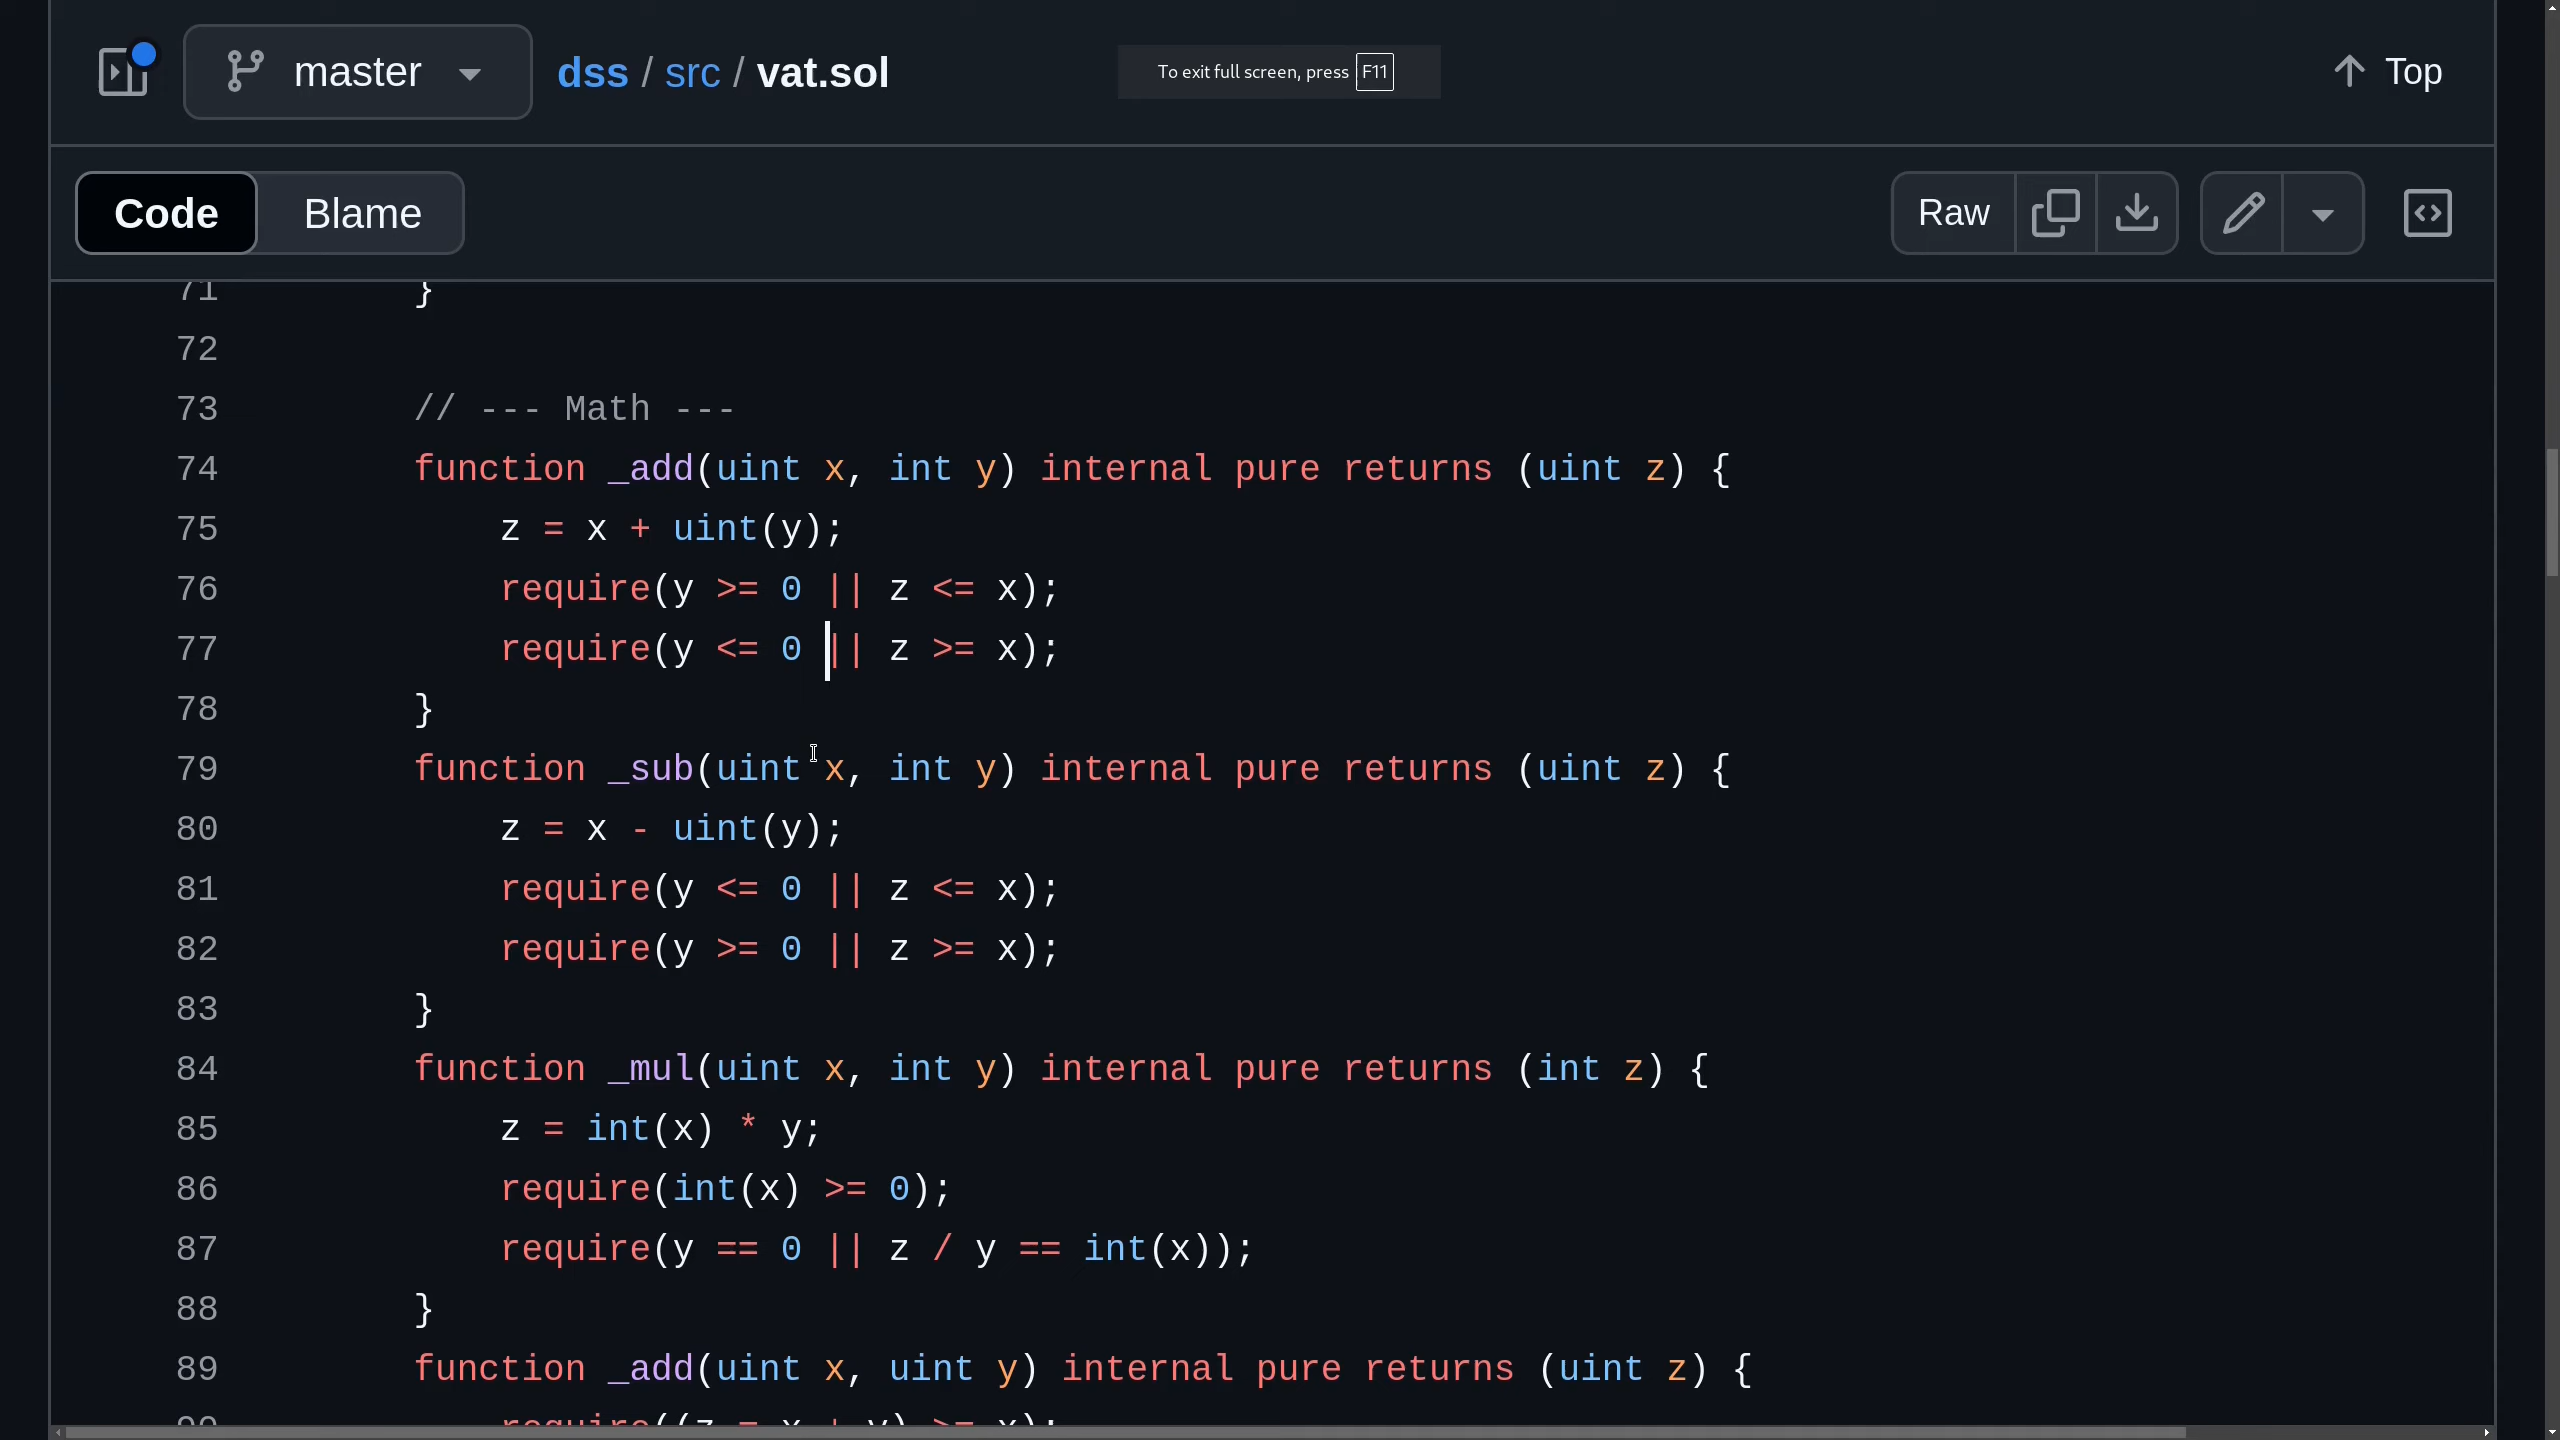 master dss / src / vat.sol To exit full screen, press F11 Top
Code Blame Raw
71 }
72
73 // --- Math ---
74 function _add(uint x, int y) internal pure returns (uint z) {
75 z = x + uint(y);
76 require(y >= 0 || z <= x);
77 require(y <= 0 || z >= x);
78 }
79 function _sub(uint x, int y) internal pure returns (uint z) {
80 z = x - uint(y);
81 require(y <= 0 || z <= x);
82 require(y >= 0 || z >= x);
83 }
84 function _mul(uint x, int y) internal pure returns (int z) {
85 z = int(x) * y;
86 require(int(x) >= 0);
87 require(y == 0 || z / y == int(x));
88 }
89 function _add(uint x, uint y) internal pure returns (uint z) {
90 require((z = x + y) >= x);